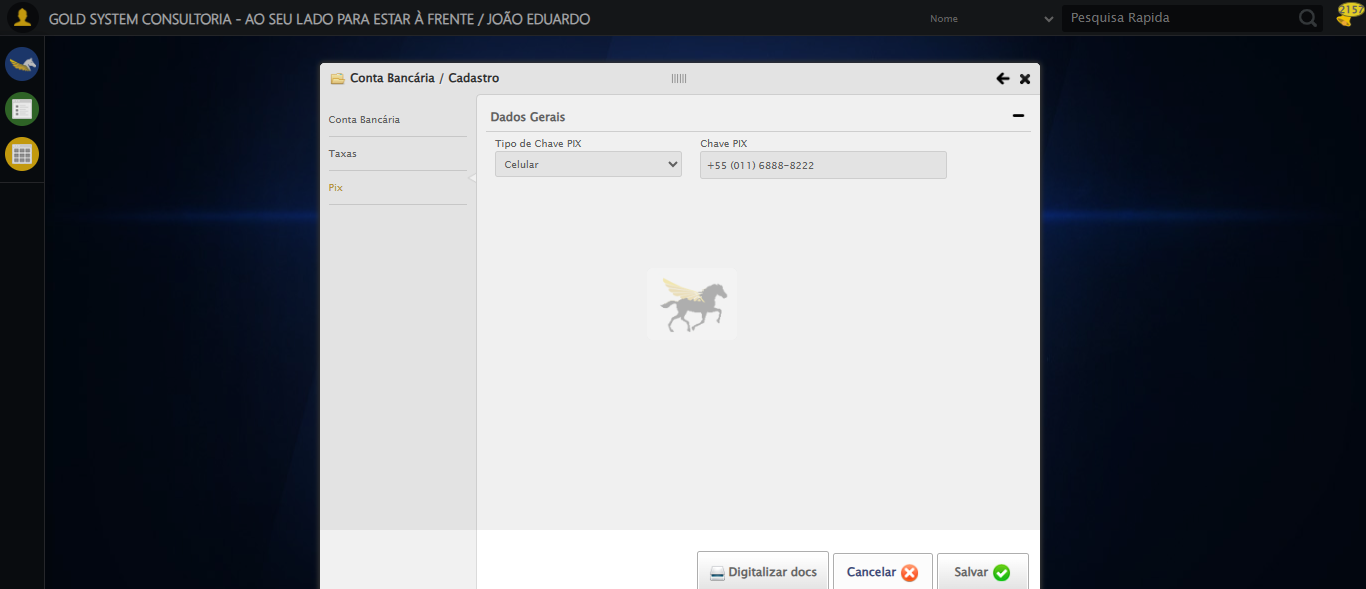 GOLD SYSTEM CONSULTORIA - AO SEU LADO PARA ESTAR À FRENTE / JOÃO EDUARDO
Nome
Pesquisa Rapida
2157
Conta Bancária / Cadastro
Conta Bancária
Taxas
Pix
Dados Gerais
Tipo de Chave PIX
Chave PIX
Celular
+55 (011) 6888-8222
Digitalizar docs
Cancelar
Salvar